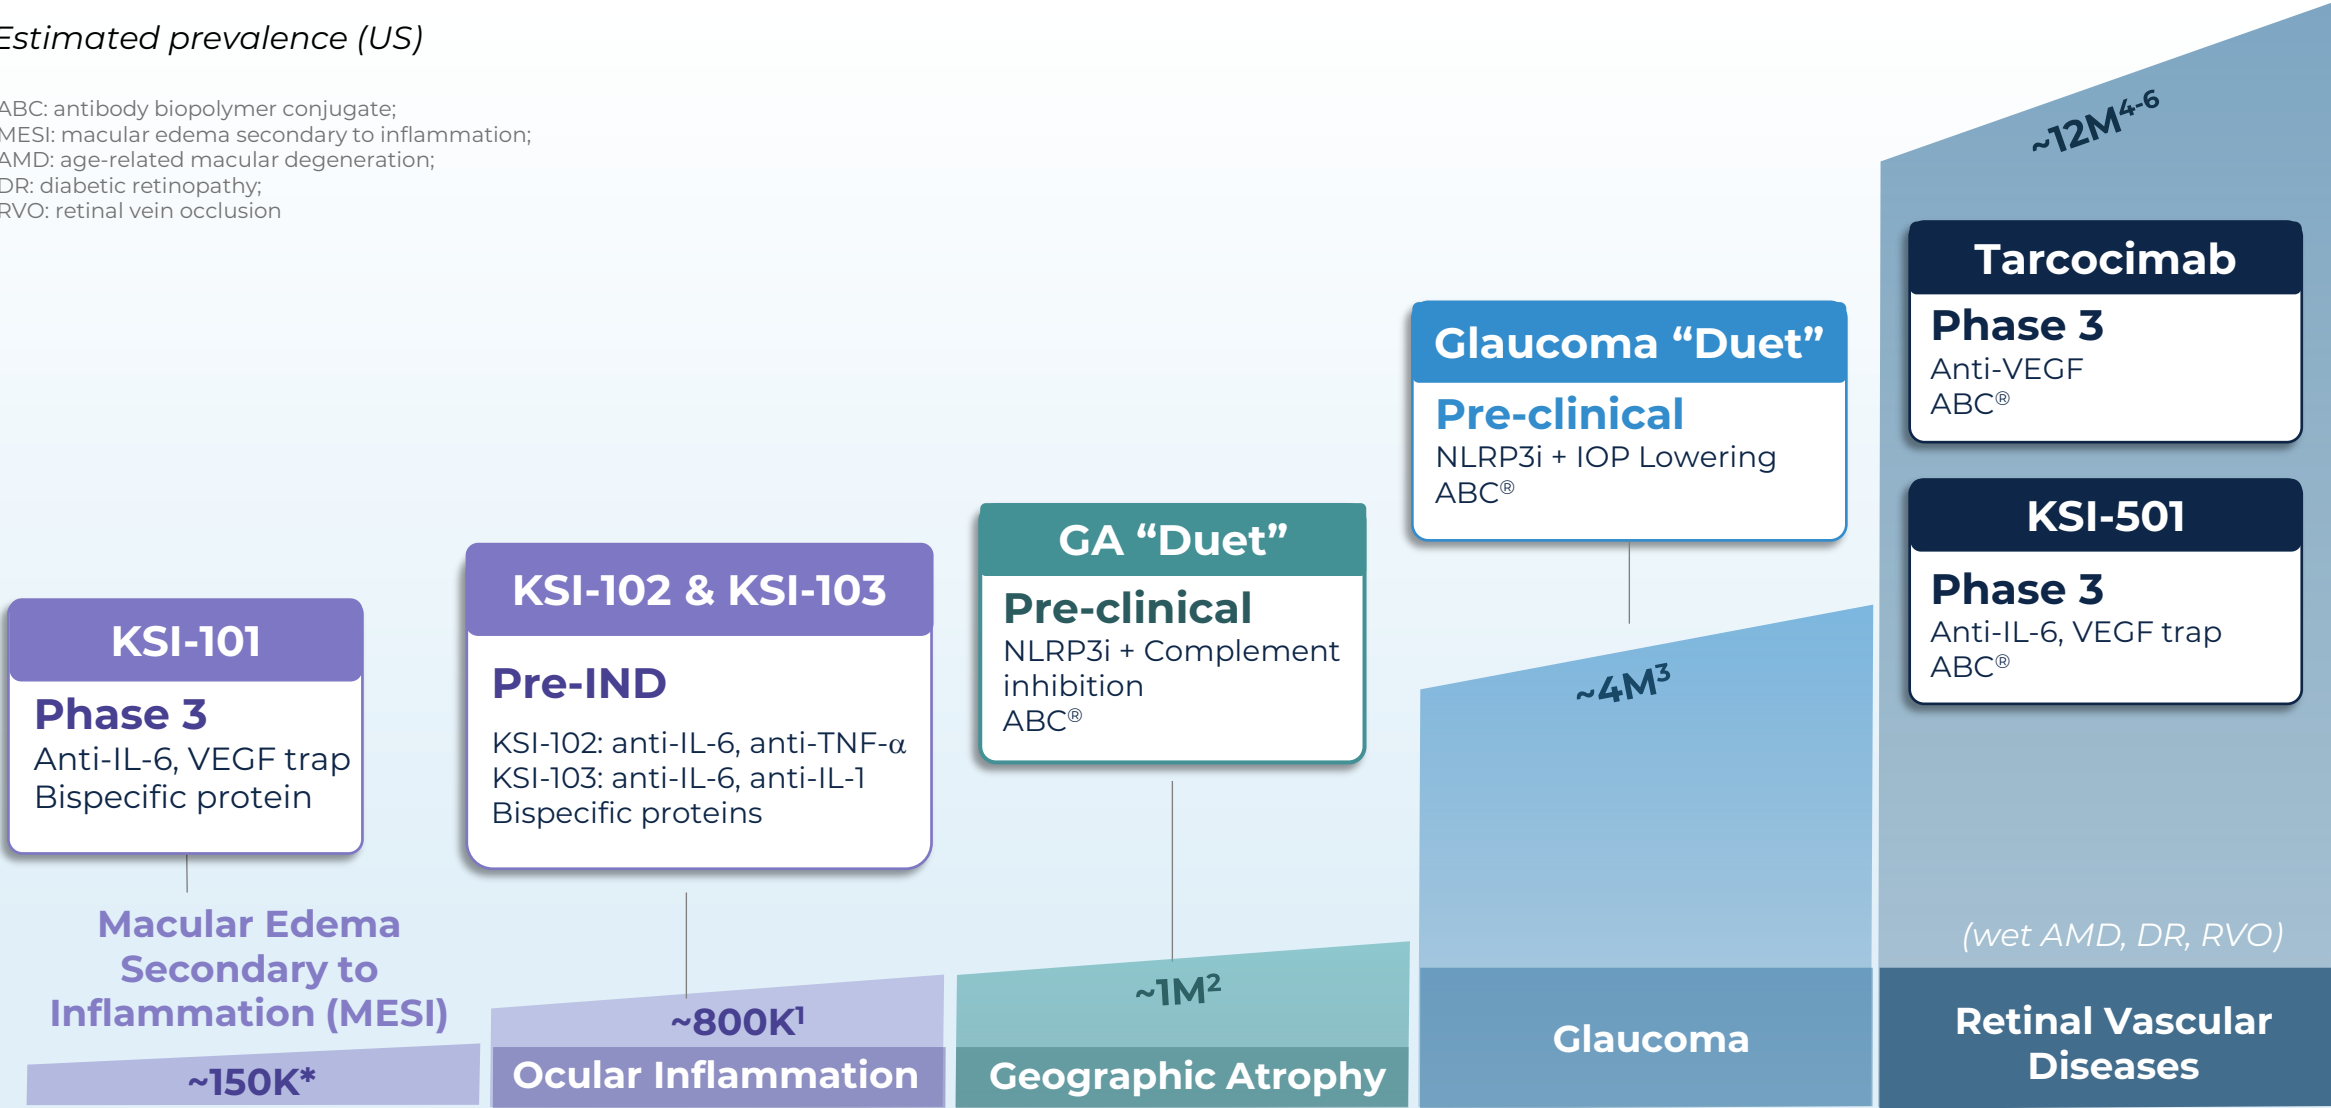 Estimated prevalence (US)
ABC: antibody biopolymer conjugate;
MESI: macular edema secondary to inflammation;
AMD: age-related macular degeneration;
DR: diabetic retinopathy;
RVO: retinal vein occlusion
KSI-101
Phase 3
Anti-IL-6, VEGF trap
Bispecific protein
Macular Edema
Secondary to
Inflammation (MESI)
~150K*
KSI-102 & KSI-103
Pre-IND
KSI-102: anti-IL-6, anti-TNF-α
KSI-103: anti-IL-6, anti-IL-1
Bispecific proteins
~800K¹
Ocular Inflammation
GA “Duet”
Pre-clinical
NLRP3i + Complement
inhibition
ABC®
~1M²
Geographic Atrophy
Glaucoma “Duet”
Pre-clinical
NLRP3i + IOP Lowering
ABC®
~4M³
Glaucoma
~12M⁴⁻⁶
Tarcocimab
Phase 3
Anti-VEGF
ABC®
KSI-501
Phase 3
Anti-IL-6, VEGF trap
ABC®
(wet AMD, DR, RVO)
Retinal Vascular
Diseases